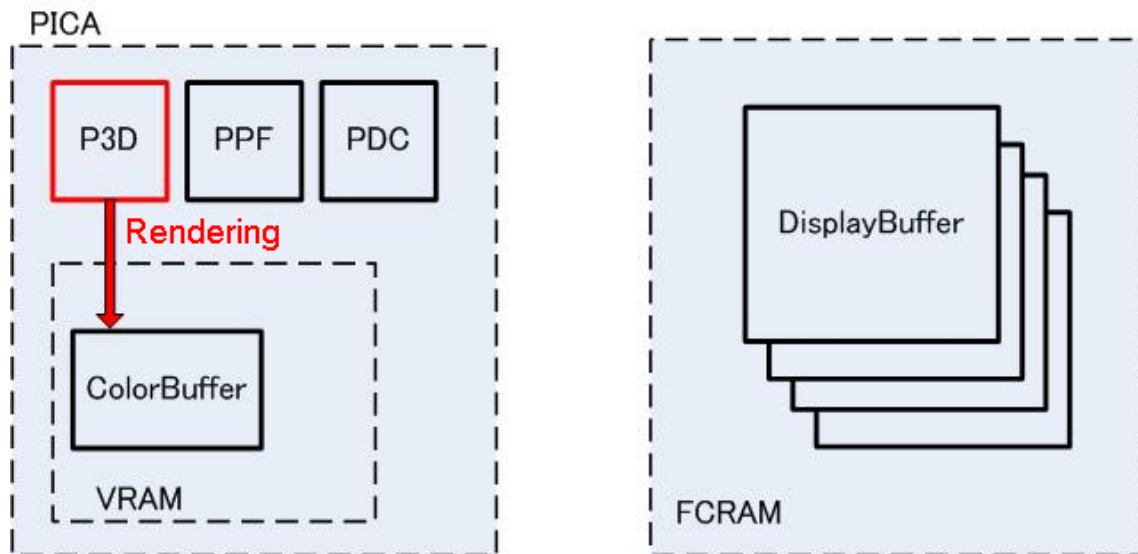 PICA
P3D
PPF
PDC
Rendering
ColorBuffer
VRAM
DisplayBuffer
FCRAM